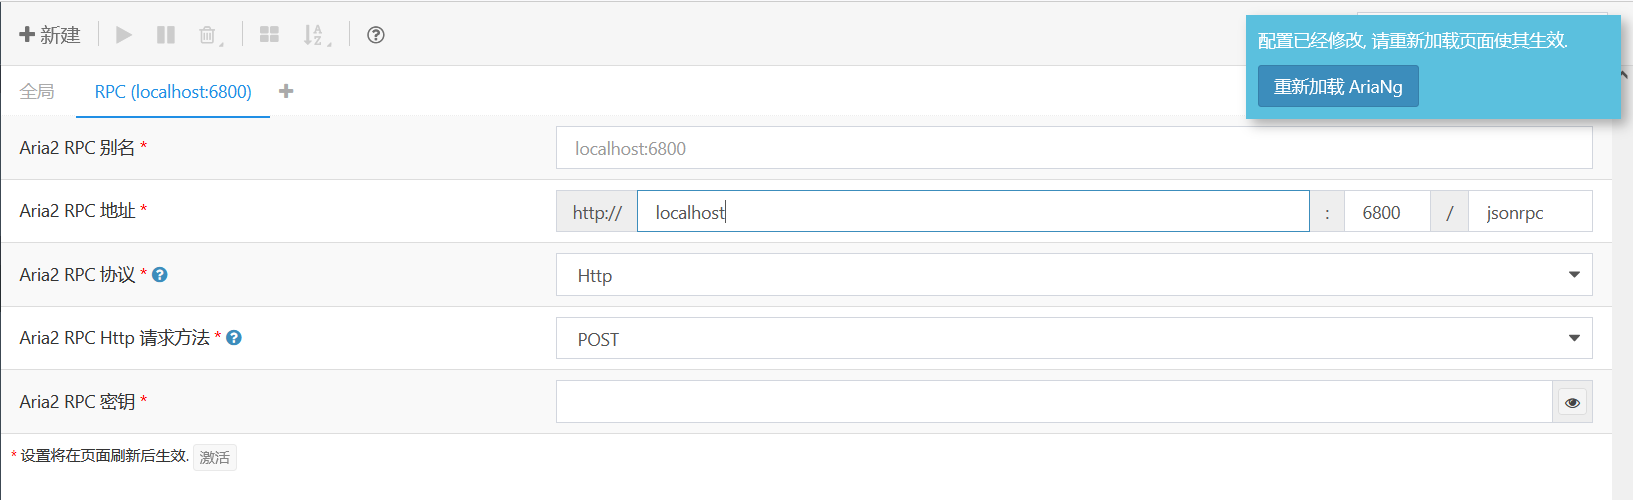 新建
配置已经修改, 请重新加载页面使其生效.
重新加载 AriaNg
全局 RPC (localhost:6800)
Aria2 RPC 别名 * localhost:6800
Aria2 RPC 地址 * http:// localhost : 6800 / jsonrpc
Aria2 RPC 协议 * Http
Aria2 RPC Http 请求方法 * POST
Aria2 RPC 密钥 *
* 设置将在页面刷新后生效. 激活